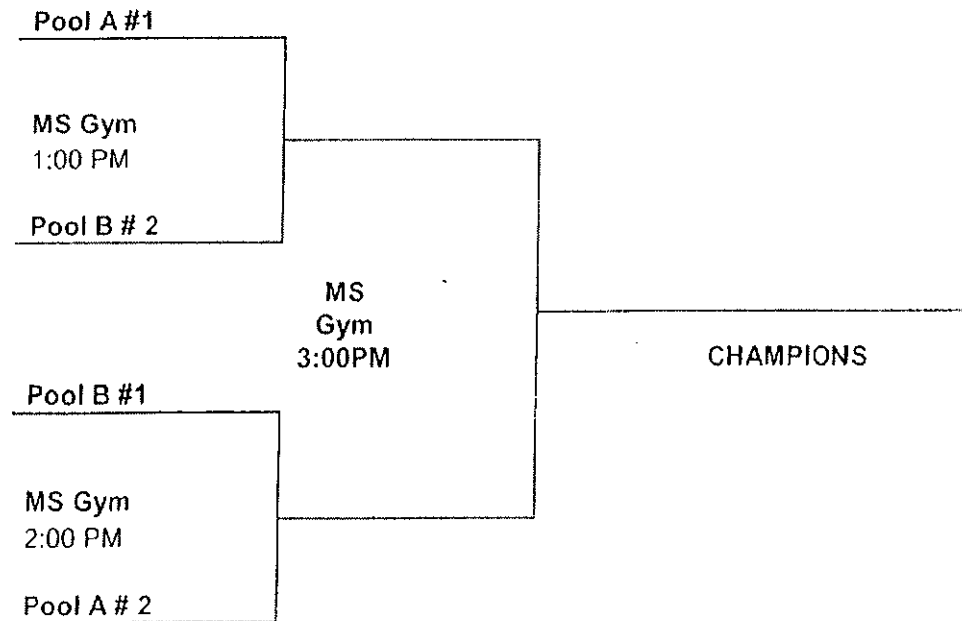 Pool A #1
MS Gym
1:00 PM
Pool B # 2
MS
Gym
3:00PM
CHAMPIONS
Pool B #1
MS Gym
2:00 PM
Pool A # 2